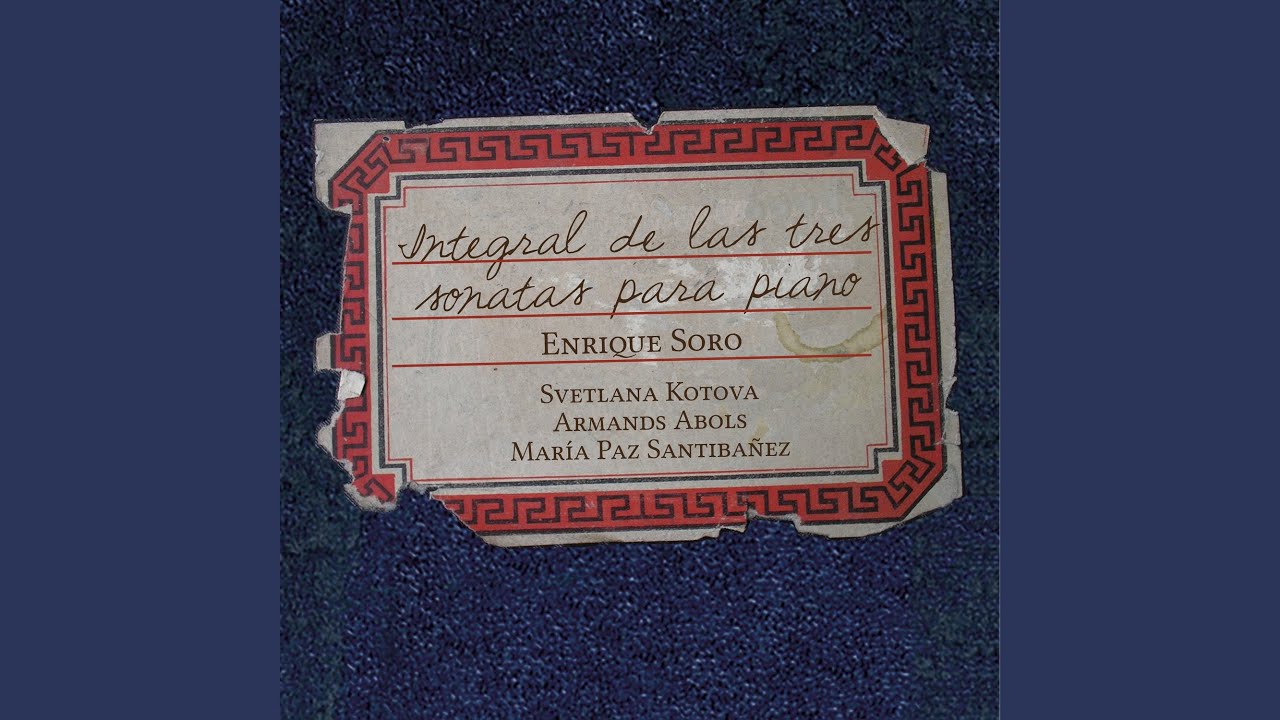 Integral de las tres
sonatas para piano
ENRIQUE SORO
SVETLANA KOTOVA
ARMANDS ABOLS
MARÍA PAZ SANTIBAÑEZ